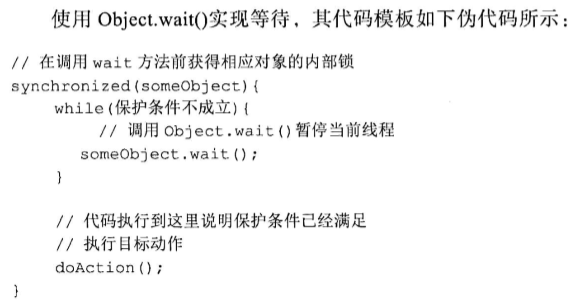 使用 Object.wait()实现等待，其代码模板如下伪代码所示：
// 在调用 wait 方法前获得相应对象的内部锁
synchronized(someObject){
while(保护条件不成立){
// 调用 Object.wait()暂停当前线程
someObject.wait();
}
// 代码执行到这里说明保护条件已经满足
// 执行目标动作
doAction();
}